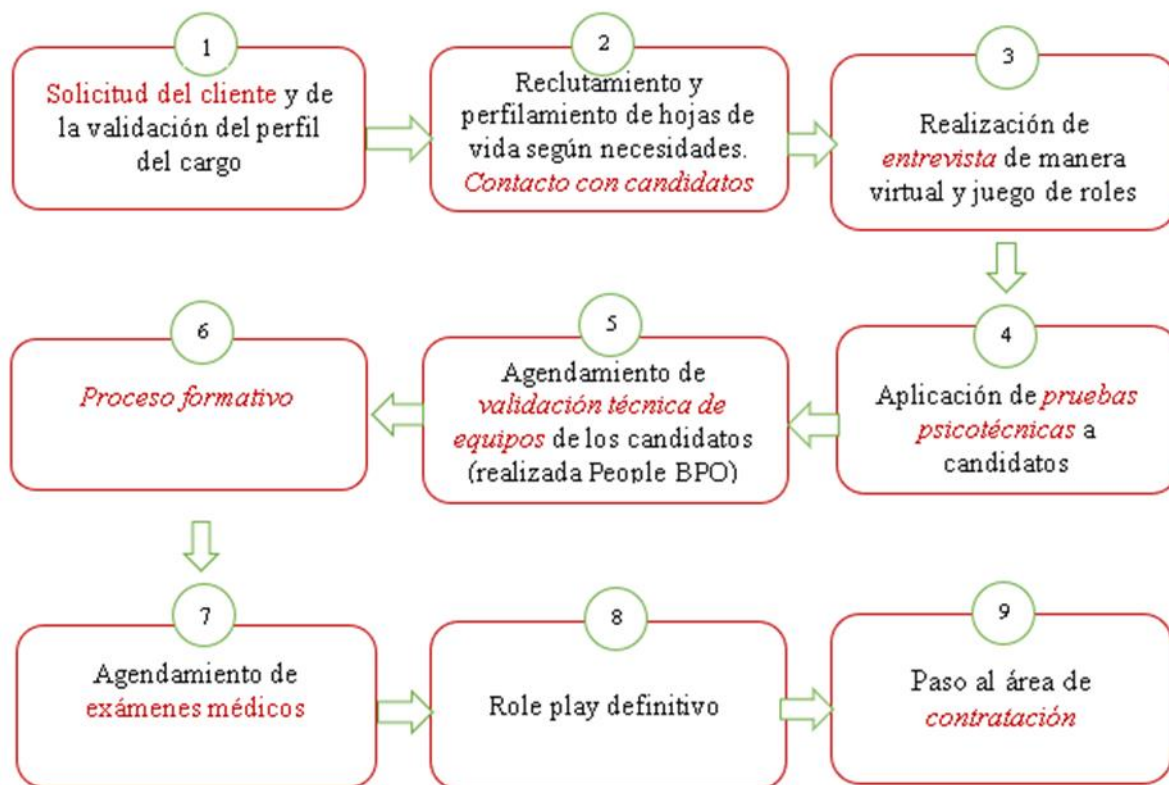 1
Solicitud del cliente y de
la validación del perfil
del cargo
2
Reclutamiento y
perfilamiento de hojas de
vida según necesidades.
Contacto con candidatos
3
Realización de
entrevista de manera
virtual y juego de roles
4
Aplicación de pruebas
psicotécnicas a
candidatos
5
Agendamiento de
validación técnica de
equipos de los candidatos
(realizada People BPO)
6
Proceso formativo
7
Agendamiento de
exámenes médicos
8
Role play definitivo
9
Paso al área de
contratación